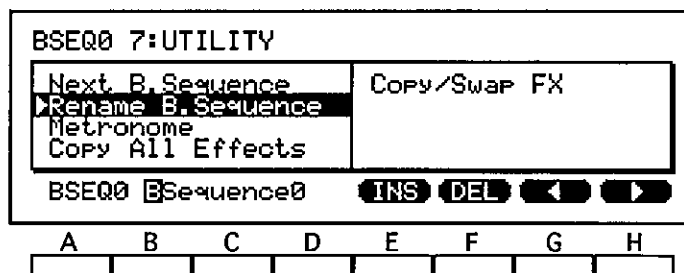 BSEQ0 7:UTILITY
Next B.Sequence
Rename B.Sequence
Metronome
Copy All Effects
Copy/Swap FX
BSEQ0 BSequence0 INS DEL
A B C D E F G H